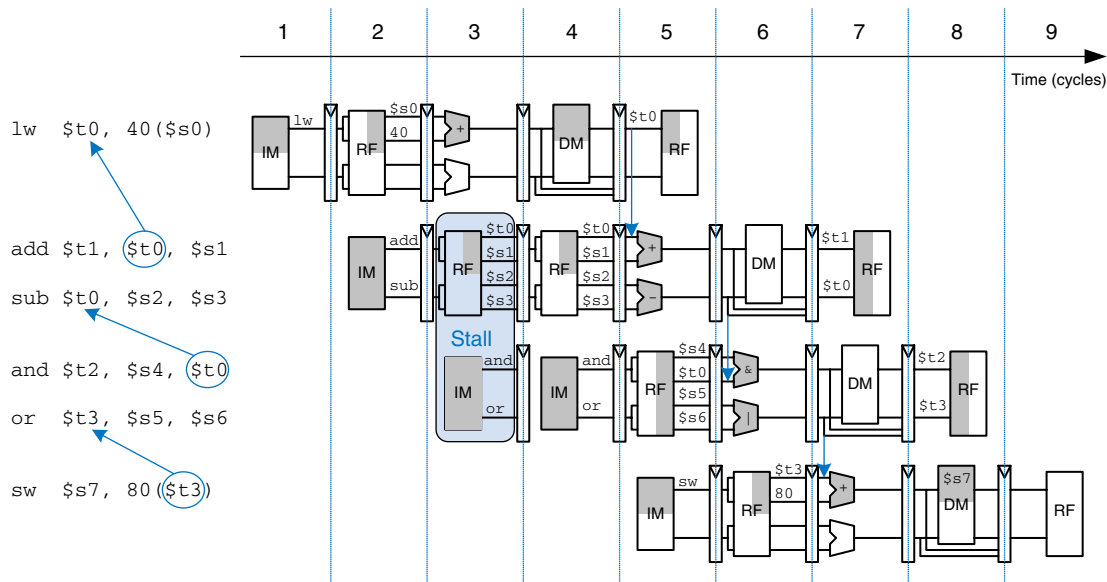 1 2 3 4 5 6 7 8 9
Time (cycles)
lw $t0, 40($s0)
add $t1, $t0, $s1
sub $t0, $s2, $s3
and $t2, $s4, $t0
or $t3, $s5, $s6
sw $s7, 80($t3)
IM lw RF $s0 40 + DM $t0 RF
IM add sub RF $t0 $s1 $s2 $s3 RF $t0 $s1 $s2 $s3 + - DM $t1 $t0 RF
Stall
IM and or IM and or RF $s4 $t0 $s5 $s6 & | DM $t2 $t3 RF
IM sw RF $t3 80 + $s7 DM RF